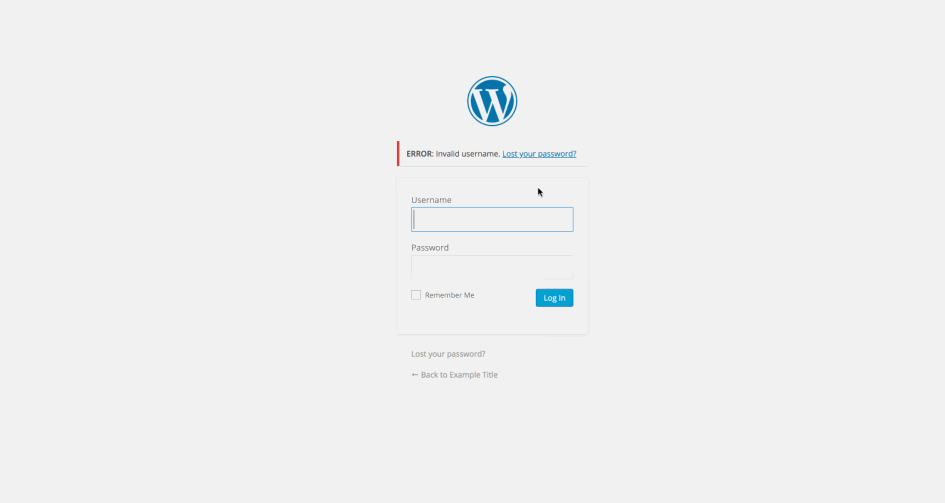 ERROR: Invalid username. Lost your password?
Username
Password
Remember Me
Log In
Lost your password?
← Back to Example Title